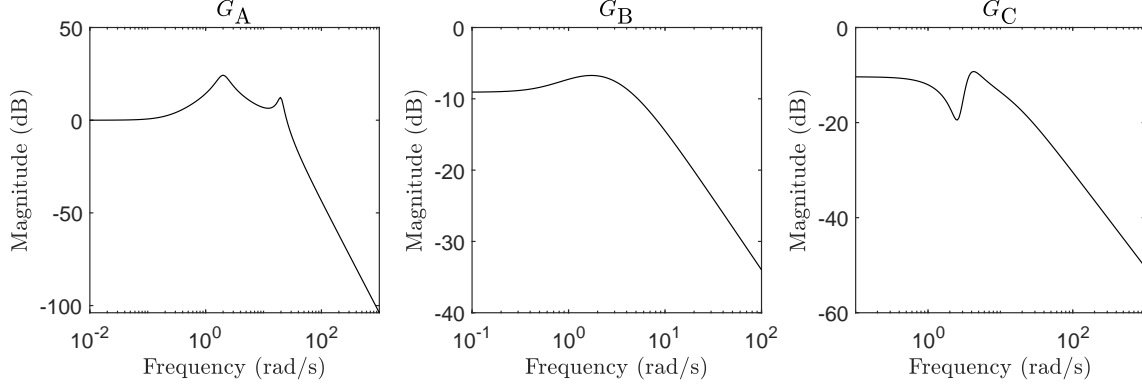 G_A
50
0
-50
-100
Magnitude (dB)
10^-2
10^0
10^2
Frequency (rad/s)
G_B
0
-10
-20
-30
-40
Magnitude (dB)
10^-1
10^0
10^1
10^2
Frequency (rad/s)
G_C
0
-20
-40
-60
Magnitude (dB)
10^0
10^2
Frequency (rad/s)